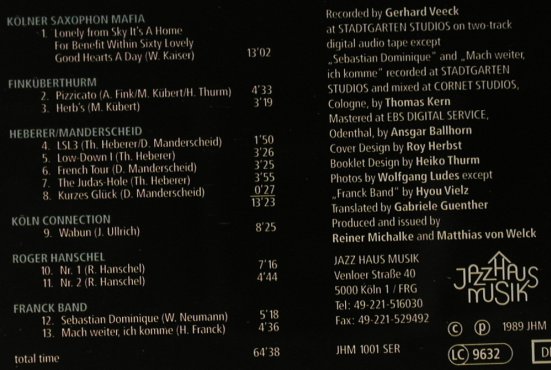 KÖLNER SAXOPHON MAFIA
1. Lonely from Sky It's A Home
For Benefit Within Sixty Lovely
Good Hearts A Day (W. Kaiser) 13'02
FINKÜBERTHURM
2. Pizzicato (A. Fink/M. Kübert/H. Thurm) 4'33
3. Herb's (M. Kübert) 3'19
HEBERER/MANDERSCHEID
4. LSL3 (Th. Heberer/D. Manderscheid) 1'50
5. Low-Down I (Th. Heberer) 3'26
6. French Tour (D. Manderscheid) 3'25
7. The Judas-Hole (Th. Heberer) 3'55
8. Kurzes Glück (D. Manderscheid) 0'27
13'23
KÖLN CONNECTION
9. Wabun (J. Ullrich) 8'25
ROGER HANSCHEL
10. Nr. 1 (R. Hanschel) 7'16
11. Nr. 2 (R. Hanschel) 4'44
FRANCK BAND
12. Sebastian Dominique (W. Neumann) 5'18
13. Mach weiter, ich komme (H. Franck) 4'36
total time 64'38
Recorded by Gerhard Veeck
at STADTGARTEN STUDIOS on two-track
digital audio tape except
„Sebastian Dominique" and „Mach weiter,
ich komme" recorded at STADTGARTEN
STUDIOS and mixed at CORNET STUDIOS,
Cologne, by Thomas Kern
Mastered at EBS DIGITAL SERVICE,
Odenthal, by Ansgar Ballhorn
Cover Design by Roy Herbst
Booklet Design by Heiko Thurm
Photos by Wolfgang Ludes except
„Franck Band" by Hyou Vielz
Translated by Gabriele Guenther
Produced and issued by
Reiner Michalke and Matthias von Welck
JAZZ HAUS MUSIK
Venloer Straße 40
5000 Köln 1 / FRG
Tel: 49-221-516030
Fax: 49-221-529492
JHM 1001 SER
JAZZHAUS
MUSIK
© ℗ 1989 JHM
LC 9632